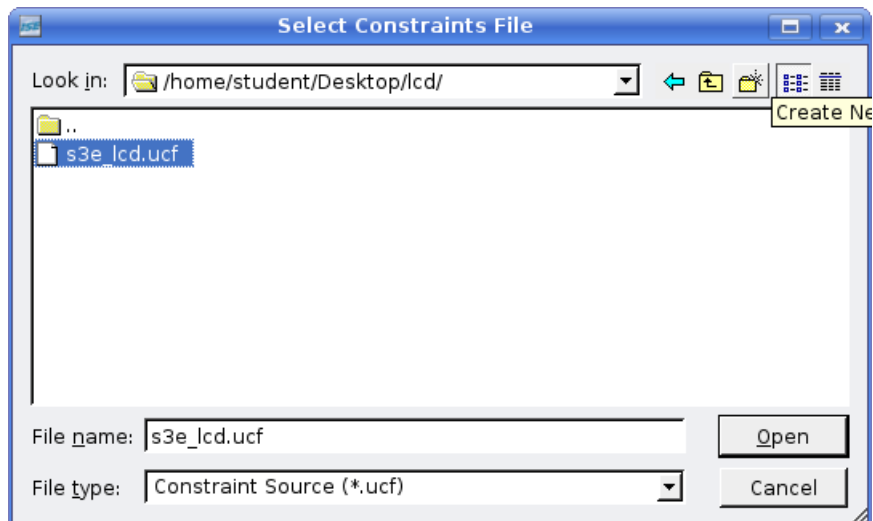 Select Constraints File
Look in: /home/student/Desktop/lcd/
Create Ne
..
s3e_lcd.ucf
File name: s3e_lcd.ucf Open
File type: Constraint Source (*.ucf) Cancel